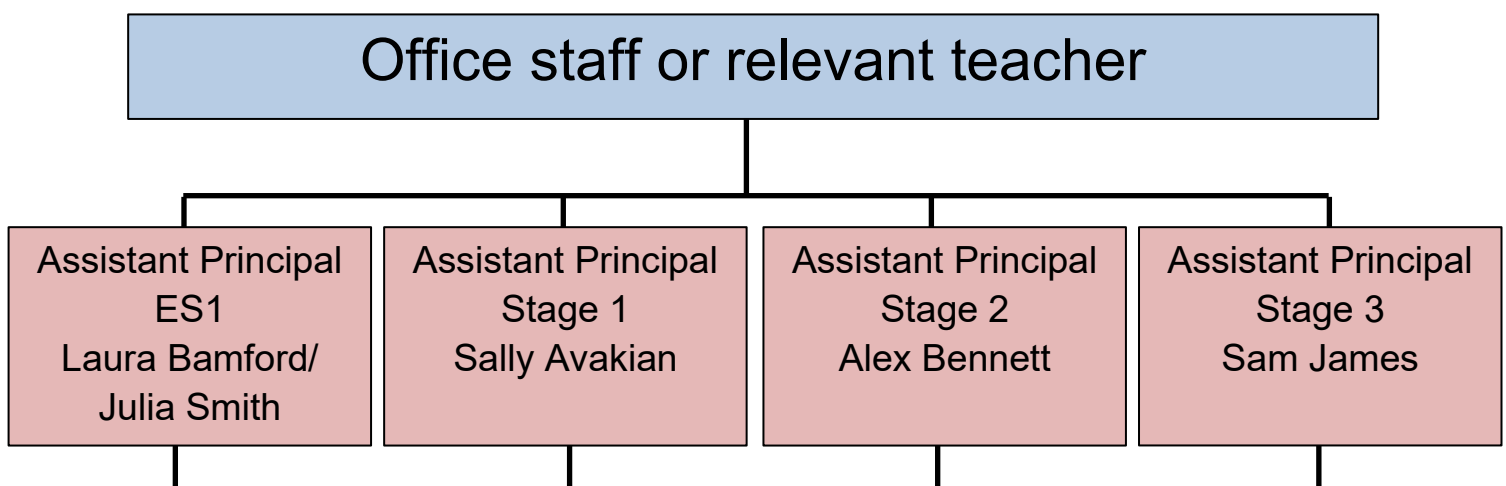 Office staff or relevant teacher
Assistant Principal
ES1
Laura Bamford/
Julia Smith
Assistant Principal
Stage 1
Sally Avakian
Assistant Principal
Stage 2
Alex Bennett
Assistant Principal
Stage 3
Sam James